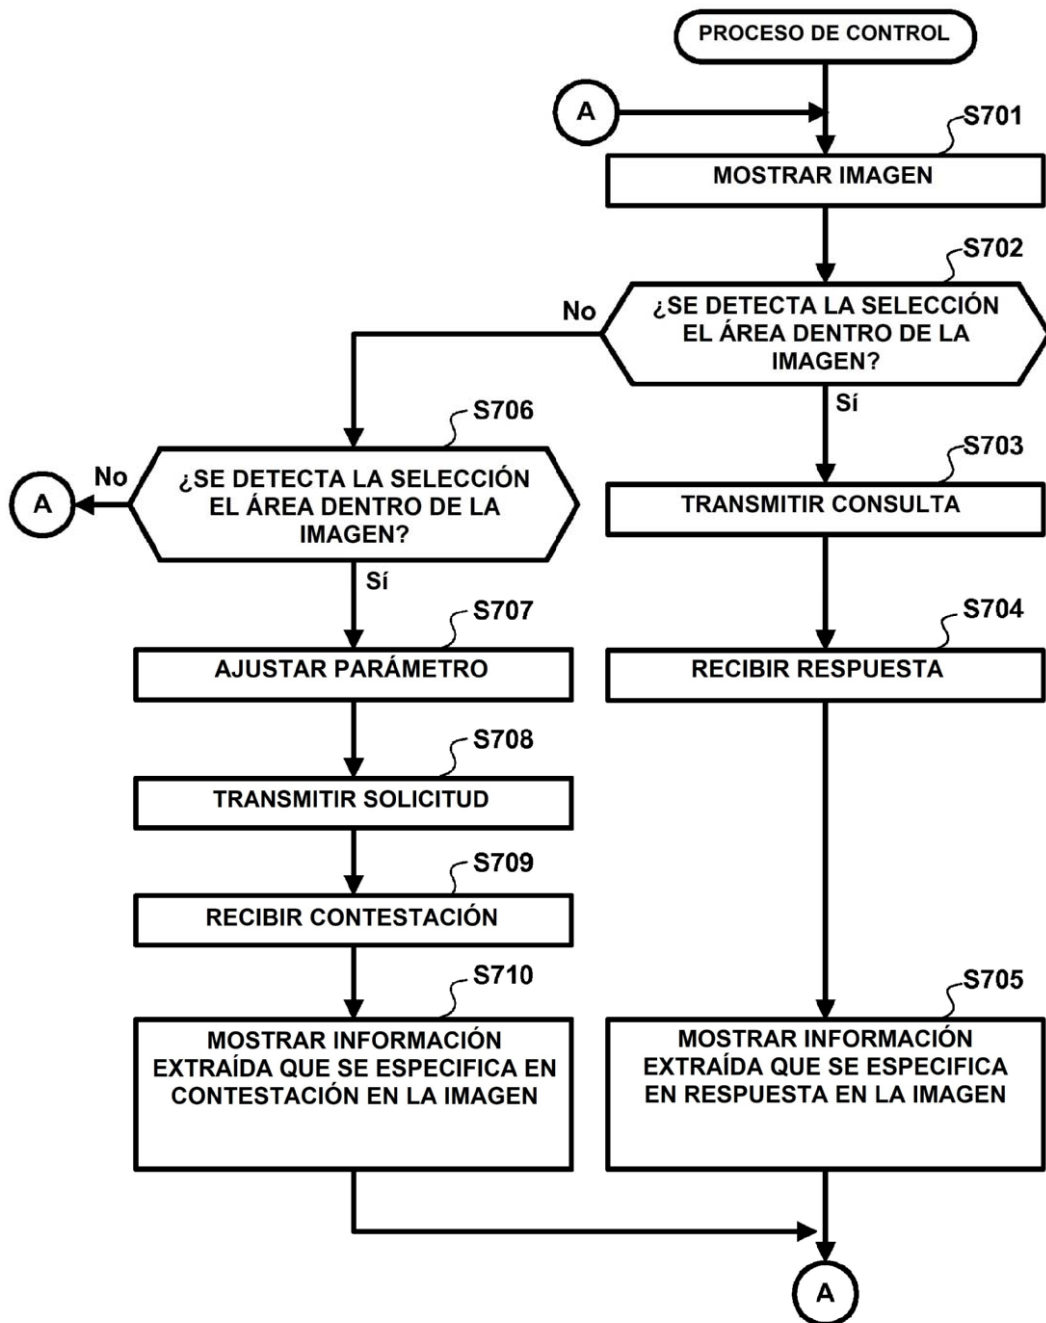 PROCESO DE CONTROL
A
S701
MOSTRAR IMAGEN
S702
¿SE DETECTA LA SELECCIÓN
EL ÁREA DENTRO DE LA
IMAGEN?
No
Sí
S703
TRANSMITIR CONSULTA
S704
RECIBIR RESPUESTA
S705
MOSTRAR INFORMACIÓN
EXTRAÍDA QUE SE ESPECIFICA
EN RESPUESTA EN LA IMAGEN
S706
¿SE DETECTA LA SELECCIÓN
EL ÁREA DENTRO DE LA
IMAGEN?
No
A
Sí
S707
AJUSTAR PARÁMETRO
S708
TRANSMITIR SOLICITUD
S709
RECIBIR CONTESTACIÓN
S710
MOSTRAR INFORMACIÓN
EXTRAÍDA QUE SE ESPECIFICA EN
CONTESTACIÓN EN LA IMAGEN
A